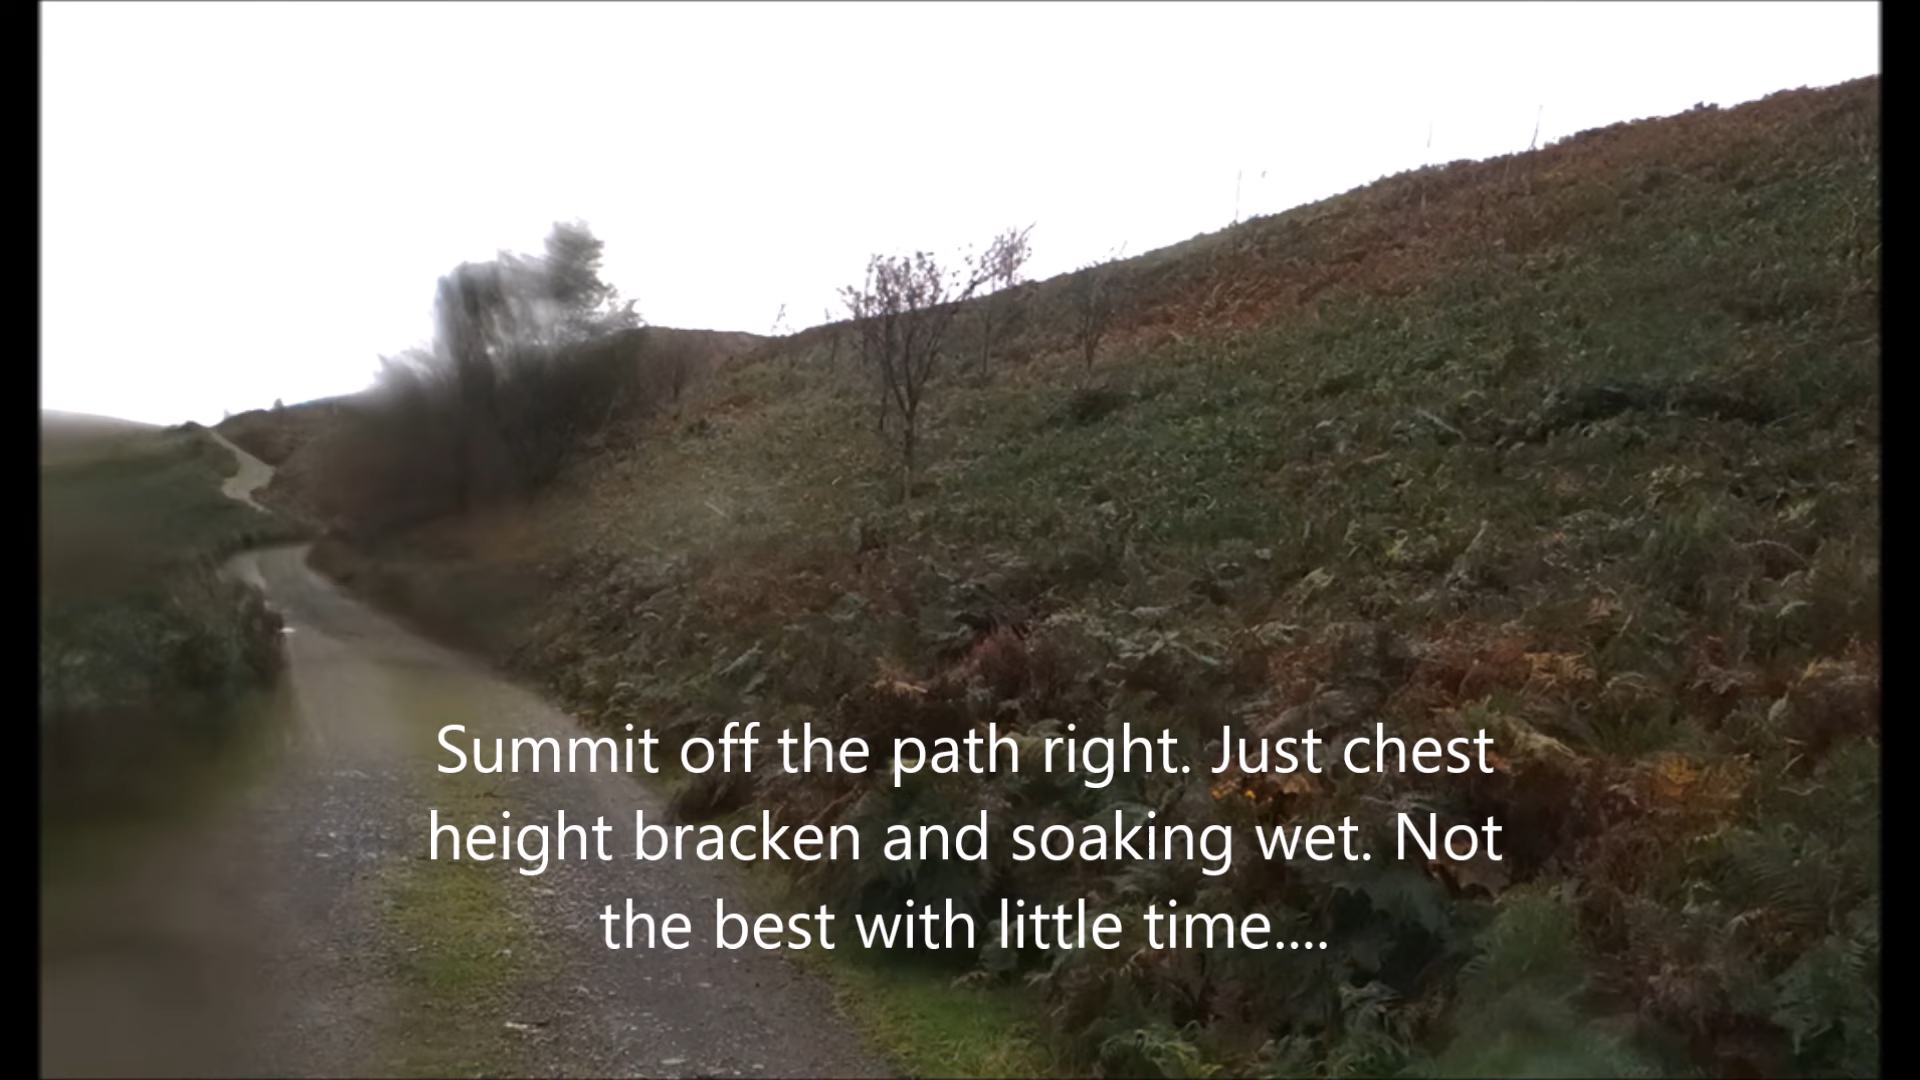 Summit off the path right. Just chest
height bracken and soaking wet. Not
the best with little time....